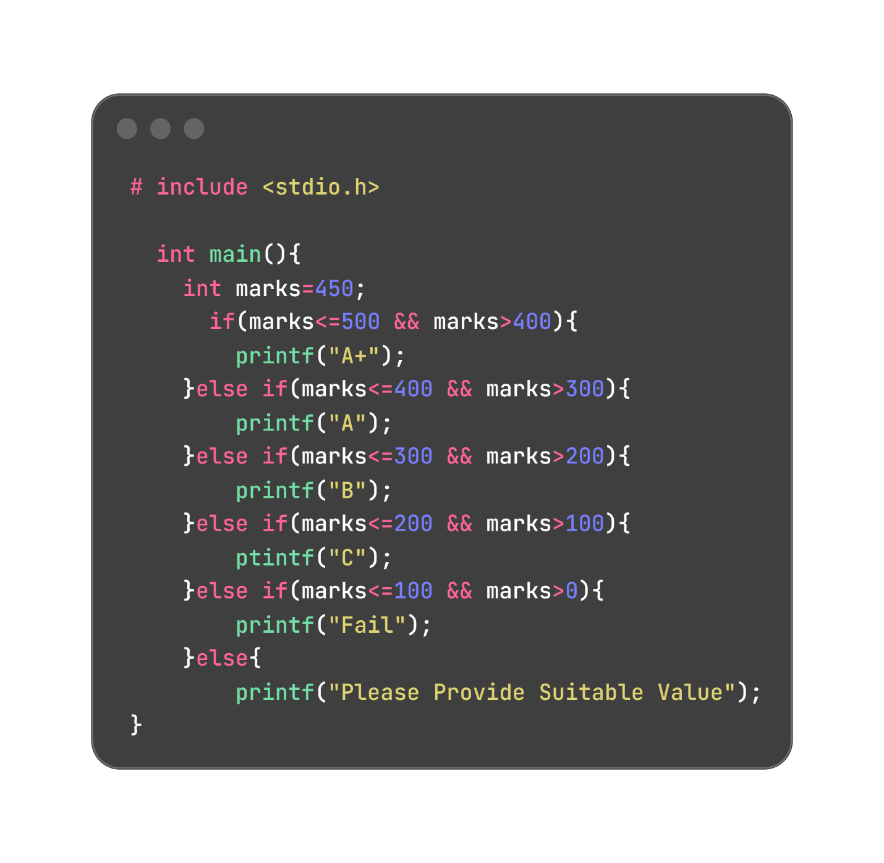 # include <stdio.h>
int main(){
int marks=450;
if(marks<=500 && marks>400){
printf("A+");
}else if(marks<=400 && marks>300){
printf("A");
}else if(marks<=300 && marks>200){
printf("B");
}else if(marks<=200 && marks>100){
ptintf("C");
}else if(marks<=100 && marks>0){
printf("Fail");
}else{
printf("Please Provide Suitable Value");
}